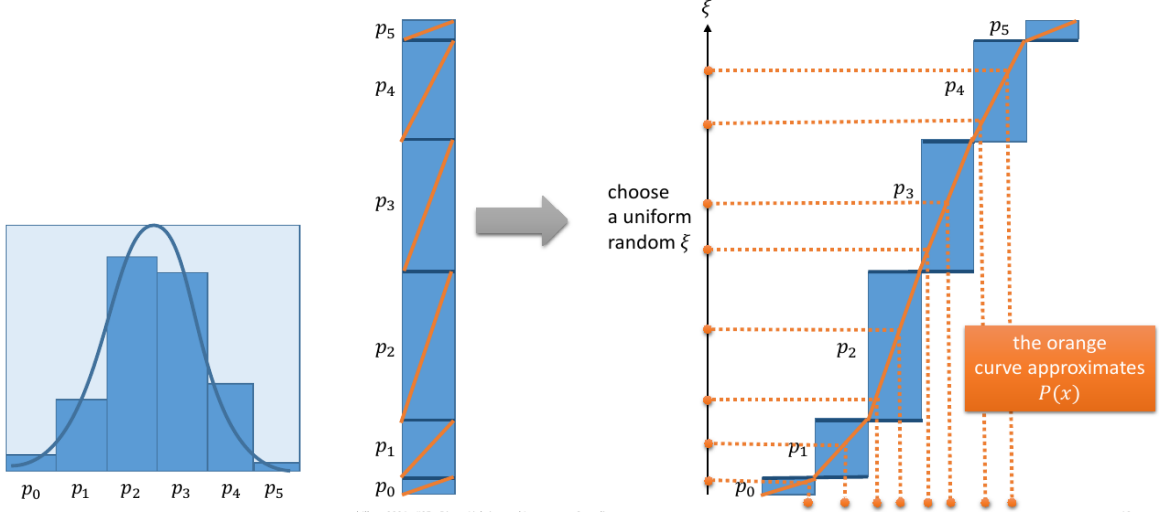 p₀ p₁ p₂ p₃ p₄ p₅
p₅
p₄
p₃
p₂
p₁
p₀
choose
a uniform
random ξ
ξ
p₅
p₄
p₃
p₂
p₁
p₀
the orange
curve approximates
P(x)